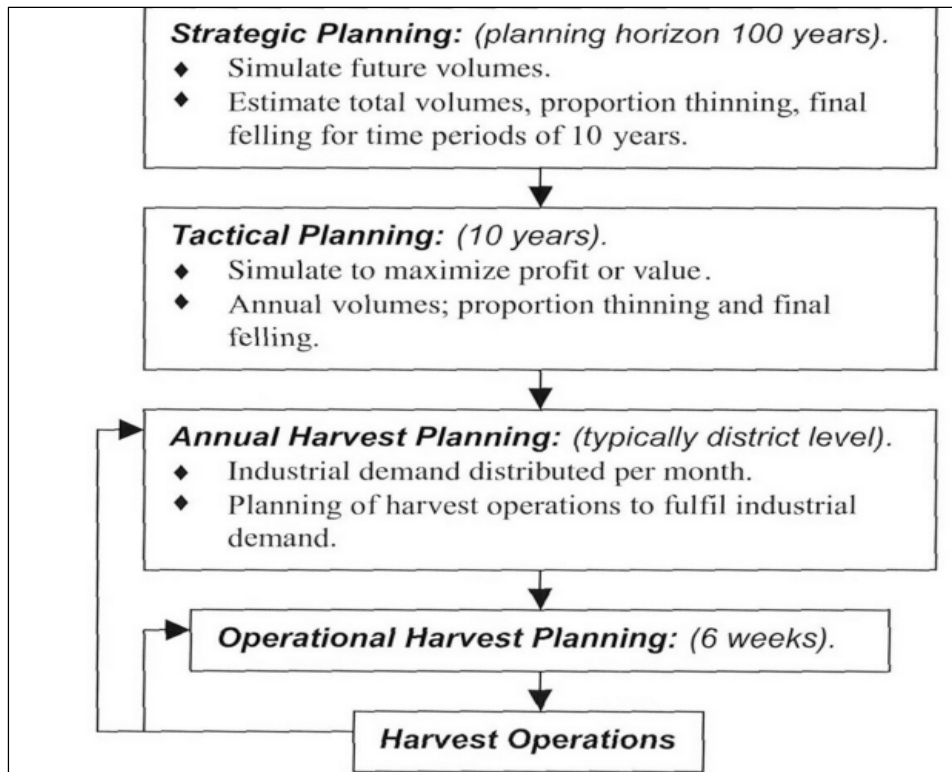 Strategic Planning: (planning horizon 100 years).
◆ Simulate future volumes.
◆ Estimate total volumes, proportion thinning, final
felling for time periods of 10 years.
Tactical Planning: (10 years).
◆ Simulate to maximize profit or value.
◆ Annual volumes; proportion thinning and final
felling.
Annual Harvest Planning: (typically district level).
◆ Industrial demand distributed per month.
◆ Planning of harvest operations to fulfil industrial
demand.
Operational Harvest Planning: (6 weeks).
Harvest Operations